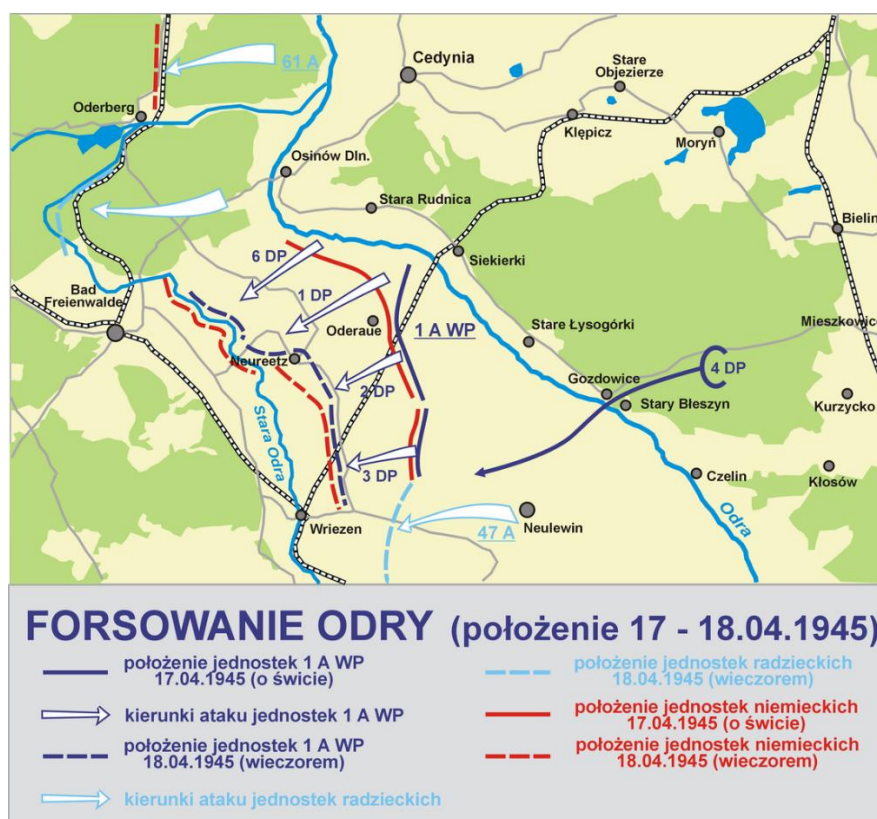 61 A
Cedynia
Stare
Objezierze
Oderberg
Klępicz
Moryń
Osinów Dln.
Stara Rudnica
Bielin
6 DP
Siekierki
Bad
Freienwalde
1 DP
Oderaue
1 A WP
Stare Łysogórki
Mieszkowice
Neureetz
2 DP
4 DP
Gozdowice
Stary Błeszyn
Kurzycko
Stara Odra
3 DP
Czelin
Kłosów
Wriezen
47 A
Neulewin
Odra
FORSOWANIE ODRY (położenie 17 - 18.04.1945)
położenie jednostek 1 A WP
17.04.1945 (o świcie)
kierunki ataku jednostek 1 A WP
położenie jednostek 1 A WP
18.04.1945 (wieczorem)
kierunki ataku jednostek radzieckich
położenie jednostek radzieckich
18.04.1945 (wieczorem)
położenie jednostek niemieckich
17.04.1945 (o świcie)
położenie jednostek niemieckich
18.04.1945 (wieczorem)